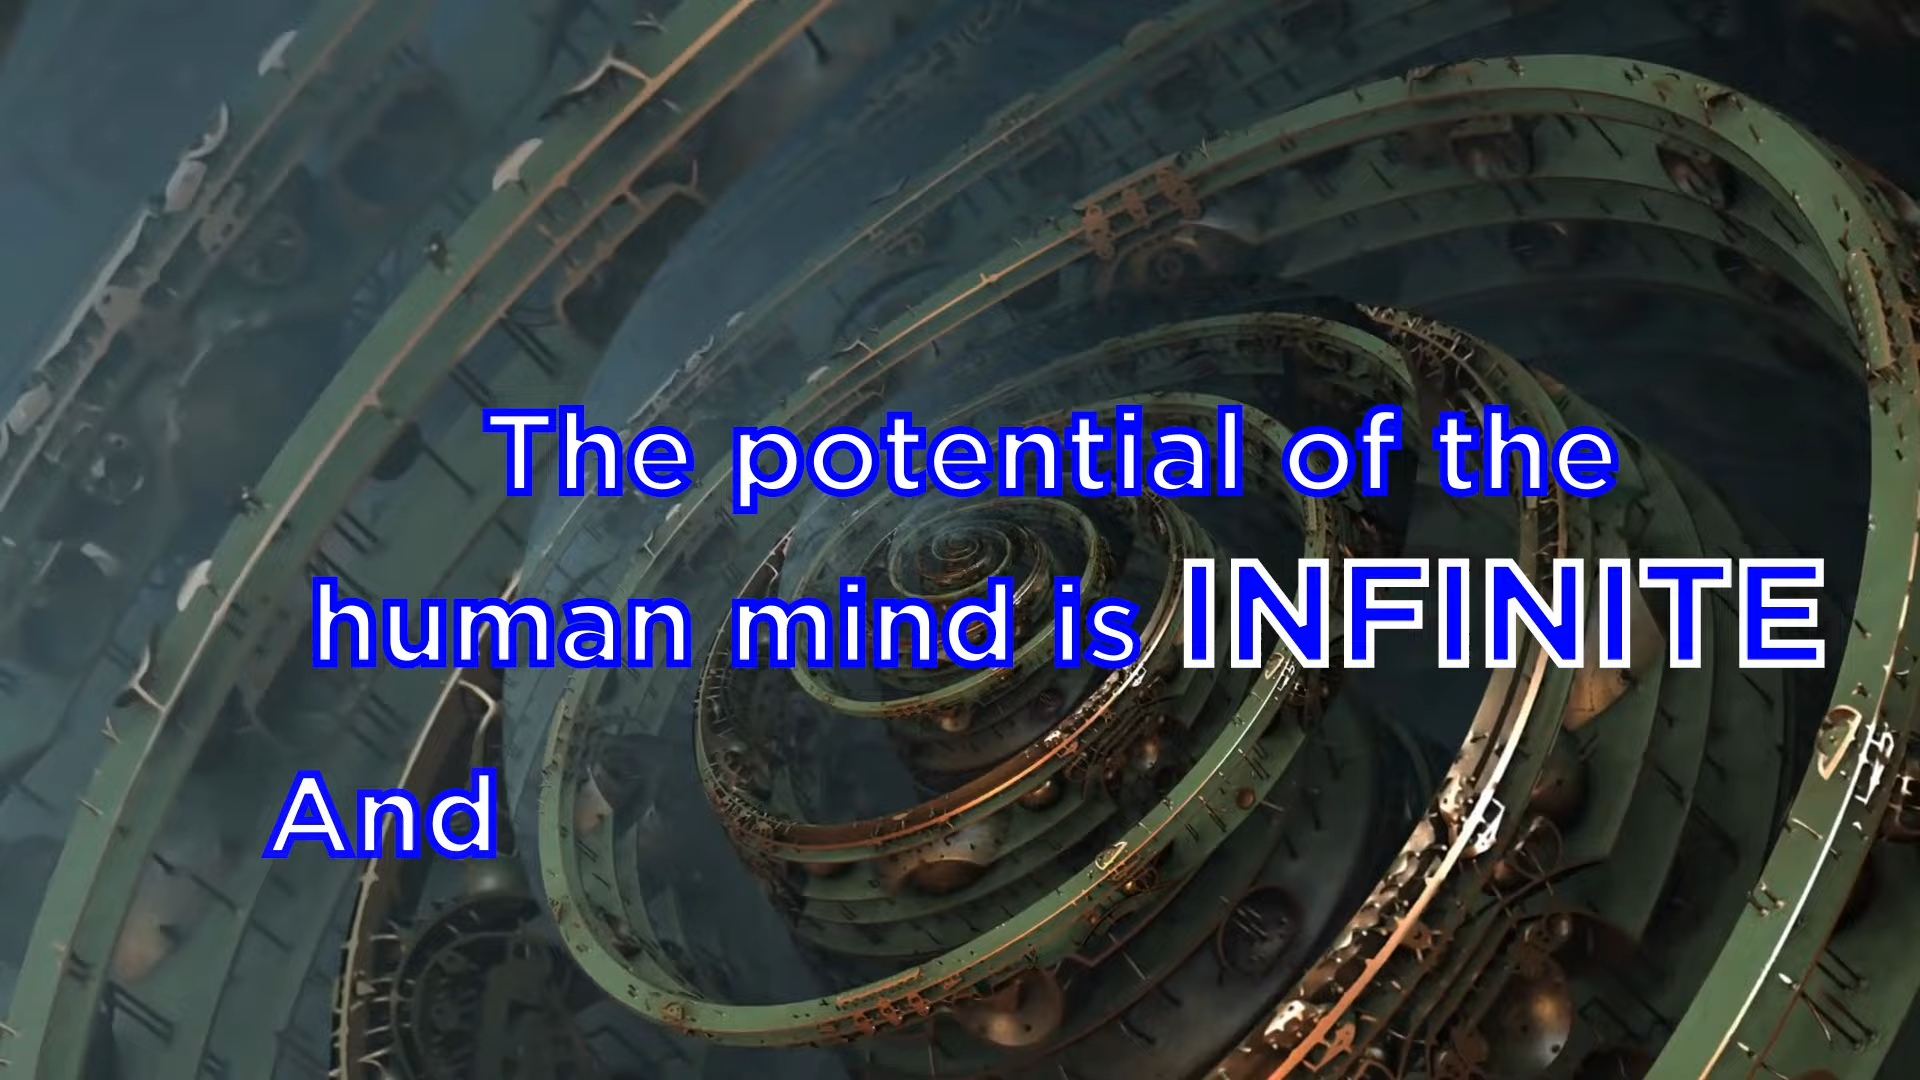 The potential of the
human mind is INFINITE
And